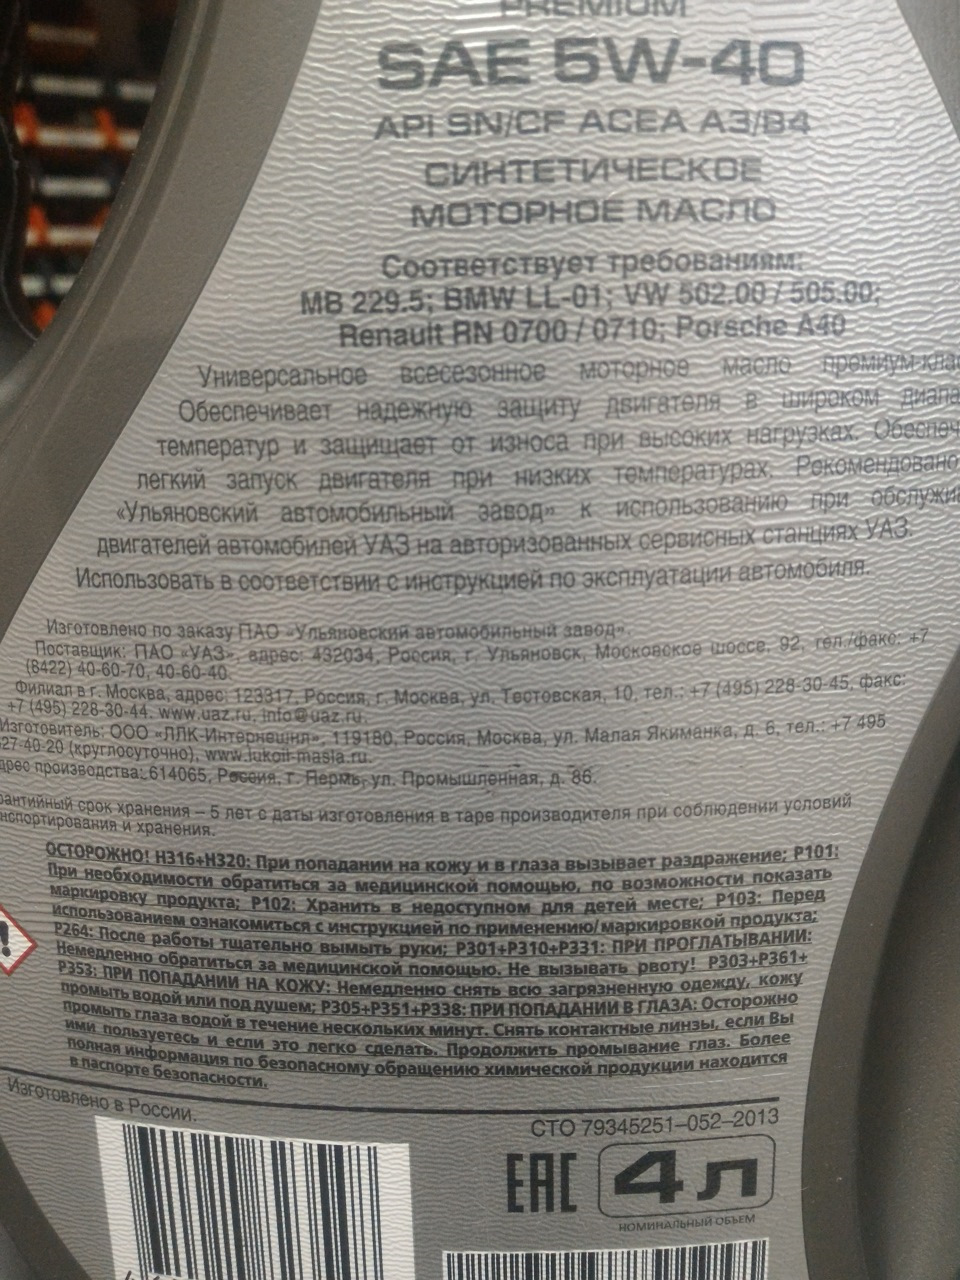 PREMIUM
SAE 5W-40
API SN/CF ACEA A3/B4
СИНТЕТИЧЕСКОЕ
МОТОРНОЕ МАСЛО
Соответствует требованиям:
MB 229.5; BMW LL-01; VW 502.00 / 505.00;
Renault RN 0700 / 0710; Porsche A40
Универсальное всесезонное моторное масло премиум-клас
Обеспечивает надежную защиту двигателя в широком диапа
температур и защищает от износа при высоких нагрузках. Обеспеч
легкий запуск двигателя при низких температурах. Рекомендовано
«Ульяновский автомобильный завод» к использованию при обслужи
двигателей автомобилей УАЗ на авторизованных сервисных станциях УАЗ.
Использовать в соответствии с инструкцией по эксплуатации автомобиля.
Изготовлено по заказу ПАО «Ульяновский автомобильный завод».
Поставщик: ПАО «УАЗ», адрес: 432034, Россия, г. Ульяновск, Московское шоссе, 92, тел./факс: +7
(8422) 40-60-70, 40-60-40.
Филиал в г. Москва, адрес: 123317, Россия, г. Москва, ул. Тестовская, 10, тел.: +7 (495) 228-30-45, факс:
+7 (495) 228-30-44. www.uaz.ru, info@uaz.ru.
Изготовитель: ООО «ЛЛК-Интернешнл», 119180, Россия, Москва, ул. Малая Якиманка, д. 6, тел.: +7 495
627-40-20 (круглосуточно), www.lukoil-masla.ru.
дрес производства: 614065, Россия, г. Пермь, ул. Промышленная, д. 86.
рантийный срок хранения – 5 лет с даты изготовления в таре производителя при соблюдении условий
нспортирования и хранения.
ОСТОРОЖНО! H316+H320: При попадании на кожу и в глаза вызывает раздражение; P101:
При необходимости обратиться за медицинской помощью, по возможности показать
маркировку продукта; P102: Хранить в недоступном для детей месте; P103: Перед
использованием ознакомиться с инструкцией по применению/маркировкой продукта;
P264: После работы тщательно вымыть руки; P301+P310+P331: ПРИ ПРОГЛАТЫВАНИИ:
Немедленно обратиться за медицинской помощью. Не вызывать рвоту! P303+P361+
P353: ПРИ ПОПАДАНИИ НА КОЖУ: Немедленно снять всю загрязненную одежду, кожу
промыть водой или под душем; P305+P351+P338: ПРИ ПОПАДАНИИ В ГЛАЗА: Осторожно
промыть глаза водой в течение нескольких минут. Снять контактные линзы, если Вы
ими пользуетесь и если это легко сделать. Продолжить промывание глаз. Более
полная информация по безопасному обращению химической продукции находится
в паспорте безопасности.
Изготовлено в России.
СТО 79345251–052–2013
ЕАС
4 л
НОМИНАЛЬНЫЙ ОБЪЕМ